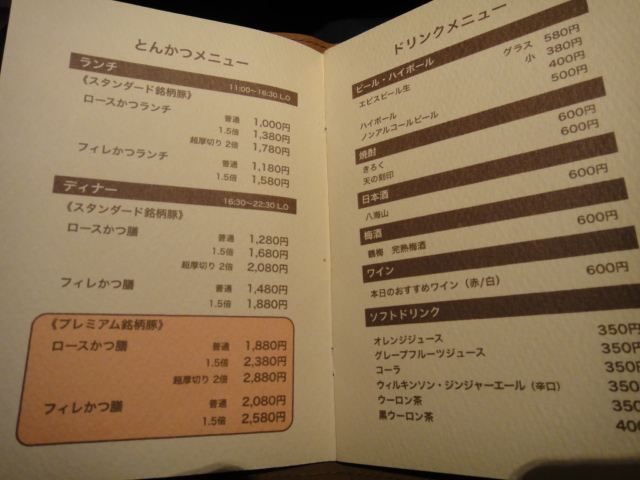 とんかつメニュー
ランチ 11:00〜16:30 L.O
《スタンダード銘柄豚》
ロースかつランチ
普通 1,000円
1.5倍 1,380円
超厚切り 2倍 1,780円
フィレかつランチ
普通 1,180円
1.5倍 1,580円
ディナー 16:30〜22:30 L.O
《スタンダード銘柄豚》
ロースかつ膳 普通 1,280円
1.5倍 1,680円
超厚切り 2倍 2,080円
フィレかつ膳 普通 1,480円
1.5倍 1,880円
《プレミアム銘柄豚》
ロースかつ膳 普通 1,880円
1.5倍 2,380円
超厚切り 2倍 2,880円
フィレかつ膳 普通 2,080円
1.5倍 2,580円
ドリンクメニュー
ビール・ハイボール
エビスビール生 グラス 580円
小 380円
ハイボール 400円
ノンアルコールビール 500円
焼酎
きろく 600円
天の刻印 600円
日本酒
八海山 600円
梅酒
鶴梅 完熟梅酒 600円
ワイン
本日のおすすめワイン（赤/白） 600円
ソフトドリンク
オレンジジュース 350円
グレープフルーツジュース 350円
コーラ 350円
ウィルキンソン・ジンジャーエール（辛口） 350
ウーロン茶 350
黒ウーロン茶 400